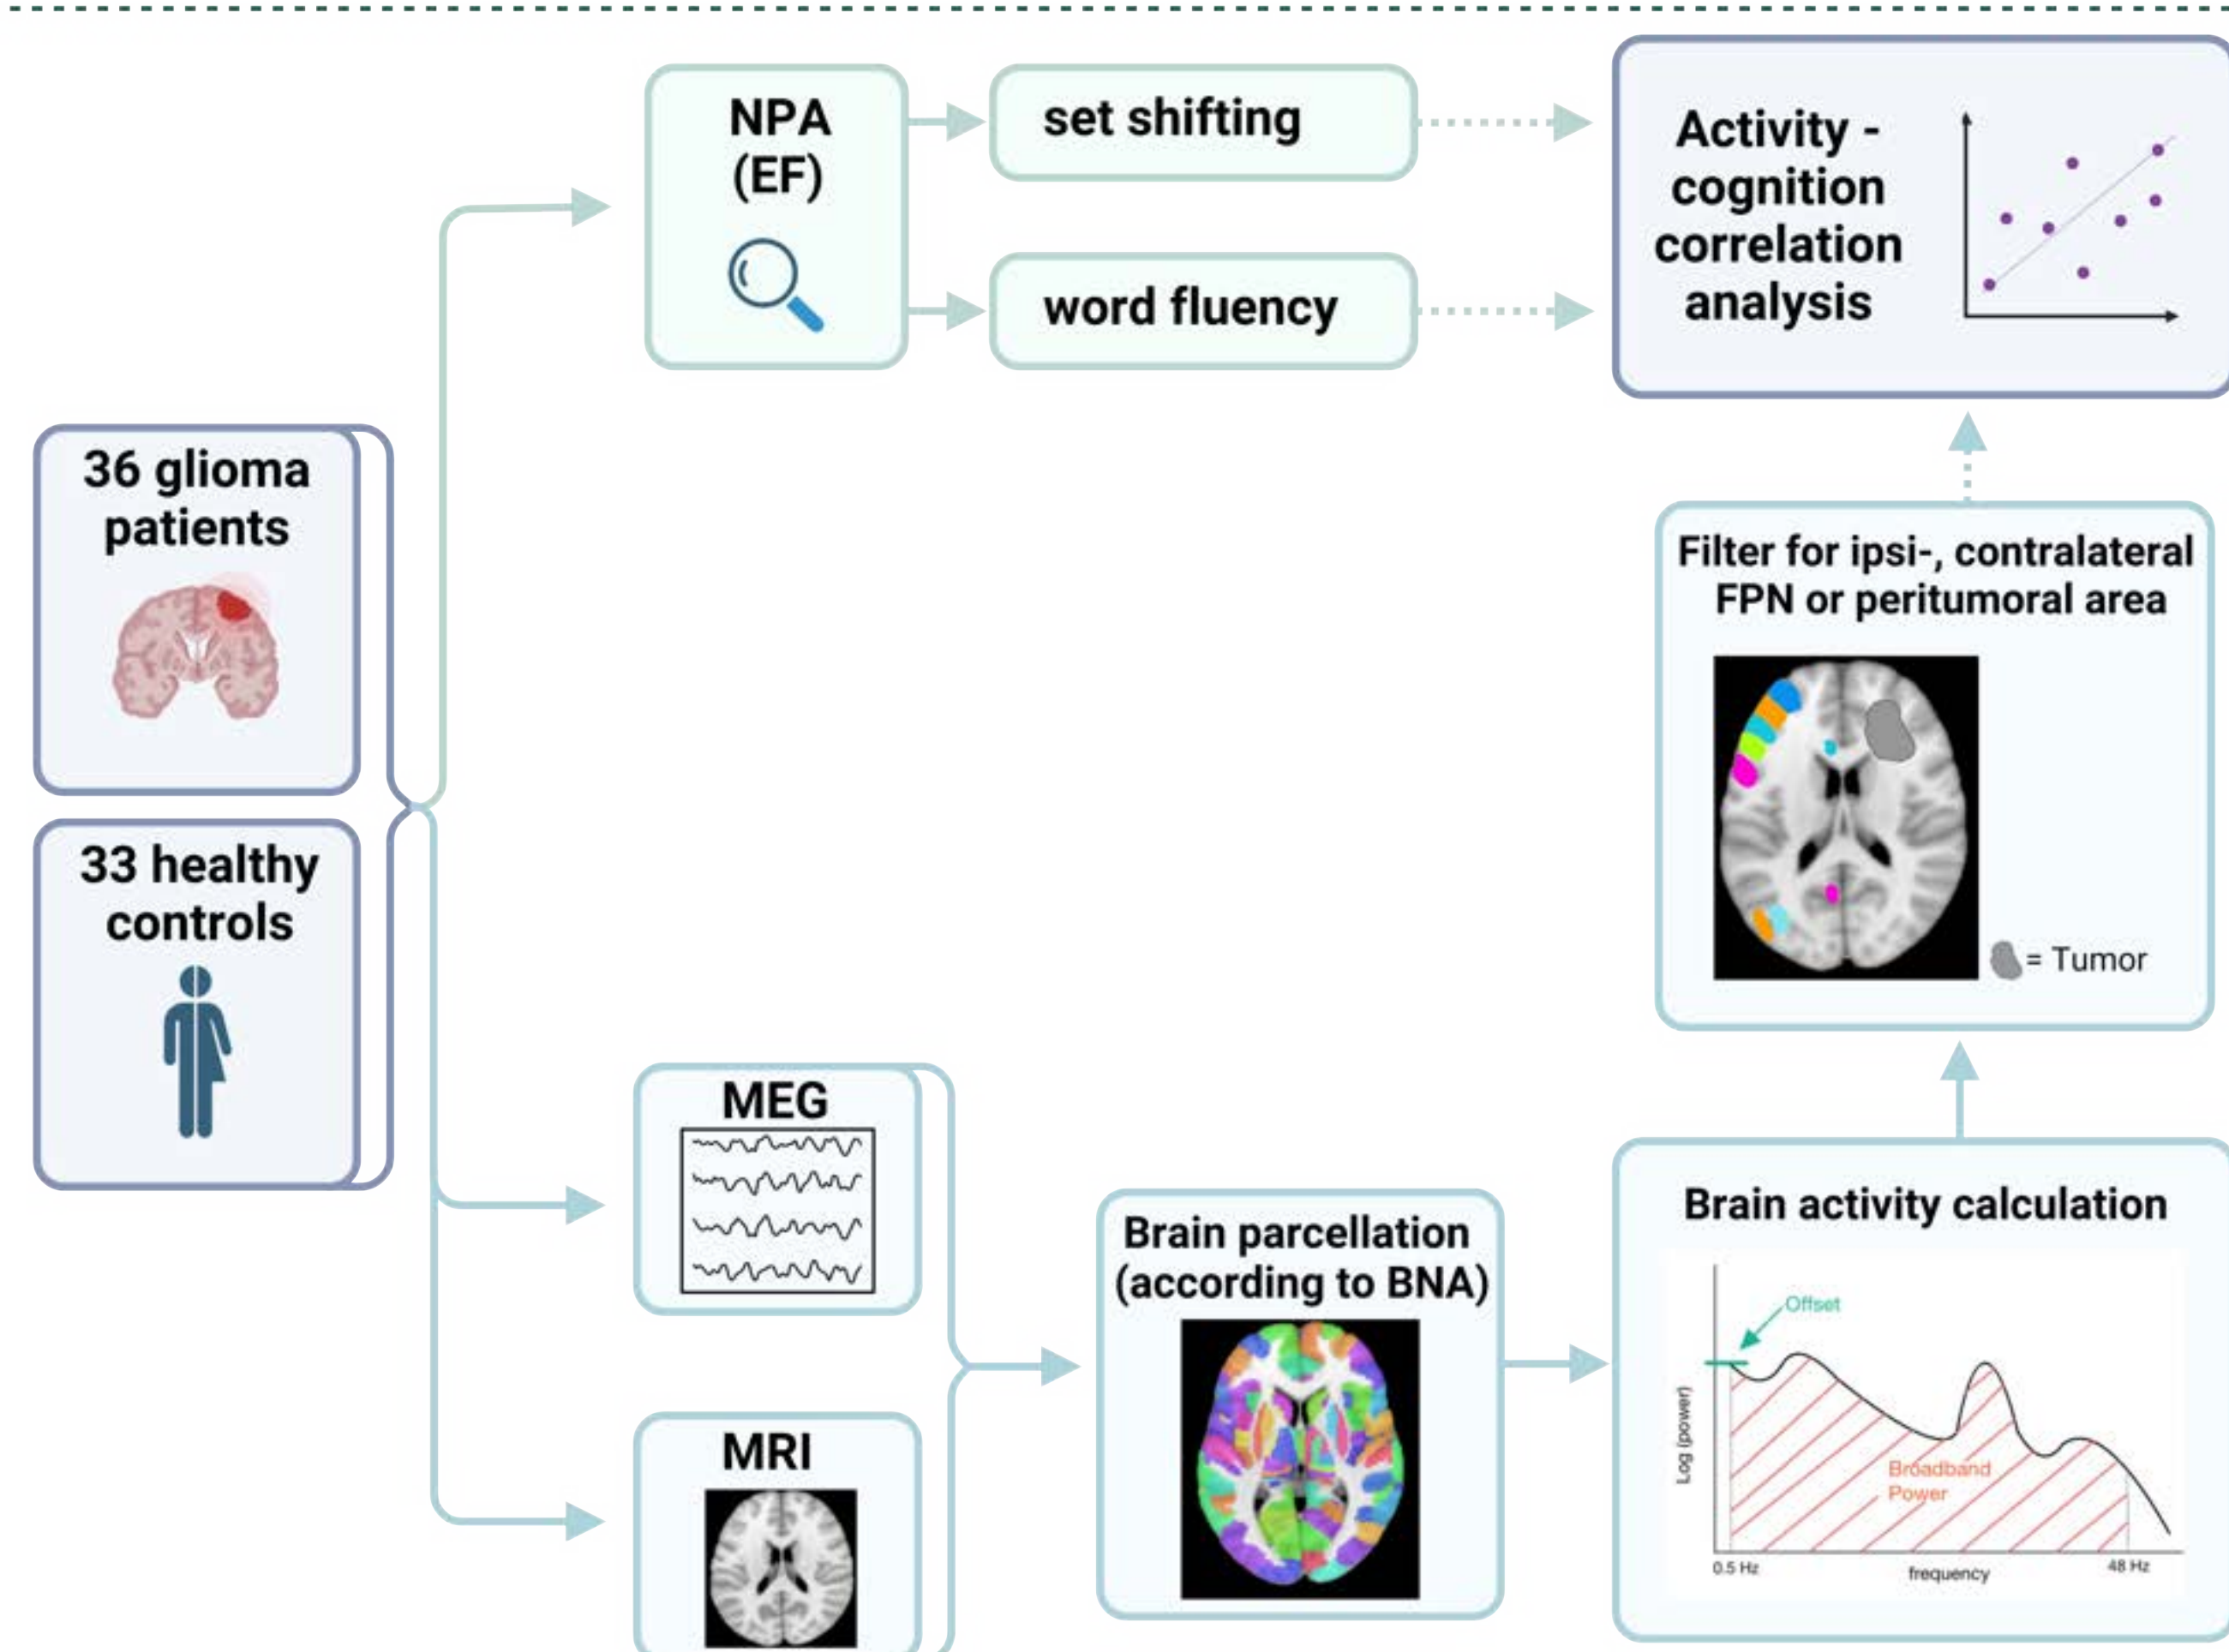 NPA
(EF)
set shifting
word fluency
Activity -
cognition
correlation
analysis
36 glioma
patients
33 healthy
controls
Filter for ipsi-, contralateral
FPN or peritumoral area
= Tumor
MEG
MRI
Brain parcellation
(according to BNA)
Brain activity calculation
Offset
Log (power)
Broadband
Power
0.5 Hz
frequency
48 Hz